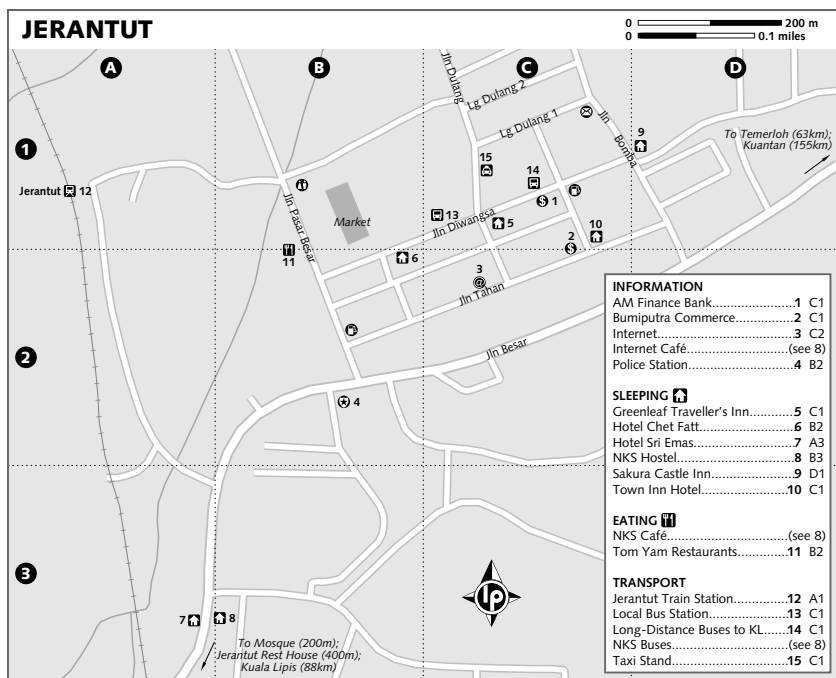 JERANTUT
0 200 m
0 0.1 miles
A B C D
1
2
3
Jln Dulang
Lg Dulang 2
Lg Dulang 1
Jln Bomba
9
To Temerloh (63km);
Kuantan (155km)
15
14
Jerantut 12
Jln Pasar Besar
Market
13
Jln Diwangsa
$ 1
5
10
2
$
11
6
3
@
Jln Tahan
Jln Besar
4
7
8
To Mosque (200m);
Jerantut Rest House (400m);
Kuala Lipis (88km)
lp
INFORMATION
AM Finance Bank........................1 C1
Bumiputra Commerce..............2 C1
Internet.......................................3 C2
Internet Café.........................(see 8)
Police Station..............................4 B2
SLEEPING
Greenleaf Traveller's Inn...........5 C1
Hotel Chet Fatt...........................6 B2
Hotel Sri Emas.............................7 A3
NKS Hostel...................................8 B3
Sakura Castle Inn........................9 D1
Town Inn Hotel.........................10 C1
EATING
NKS Café................................(see 8)
Tom Yam Restaurants..............11 B2
TRANSPORT
Jerantut Train Station..............12 A1
Local Bus Station.......................13 C1
Long-Distance Buses to KL......14 C1
NKS Buses..............................(see 8)
Taxi Stand..................................15 C1